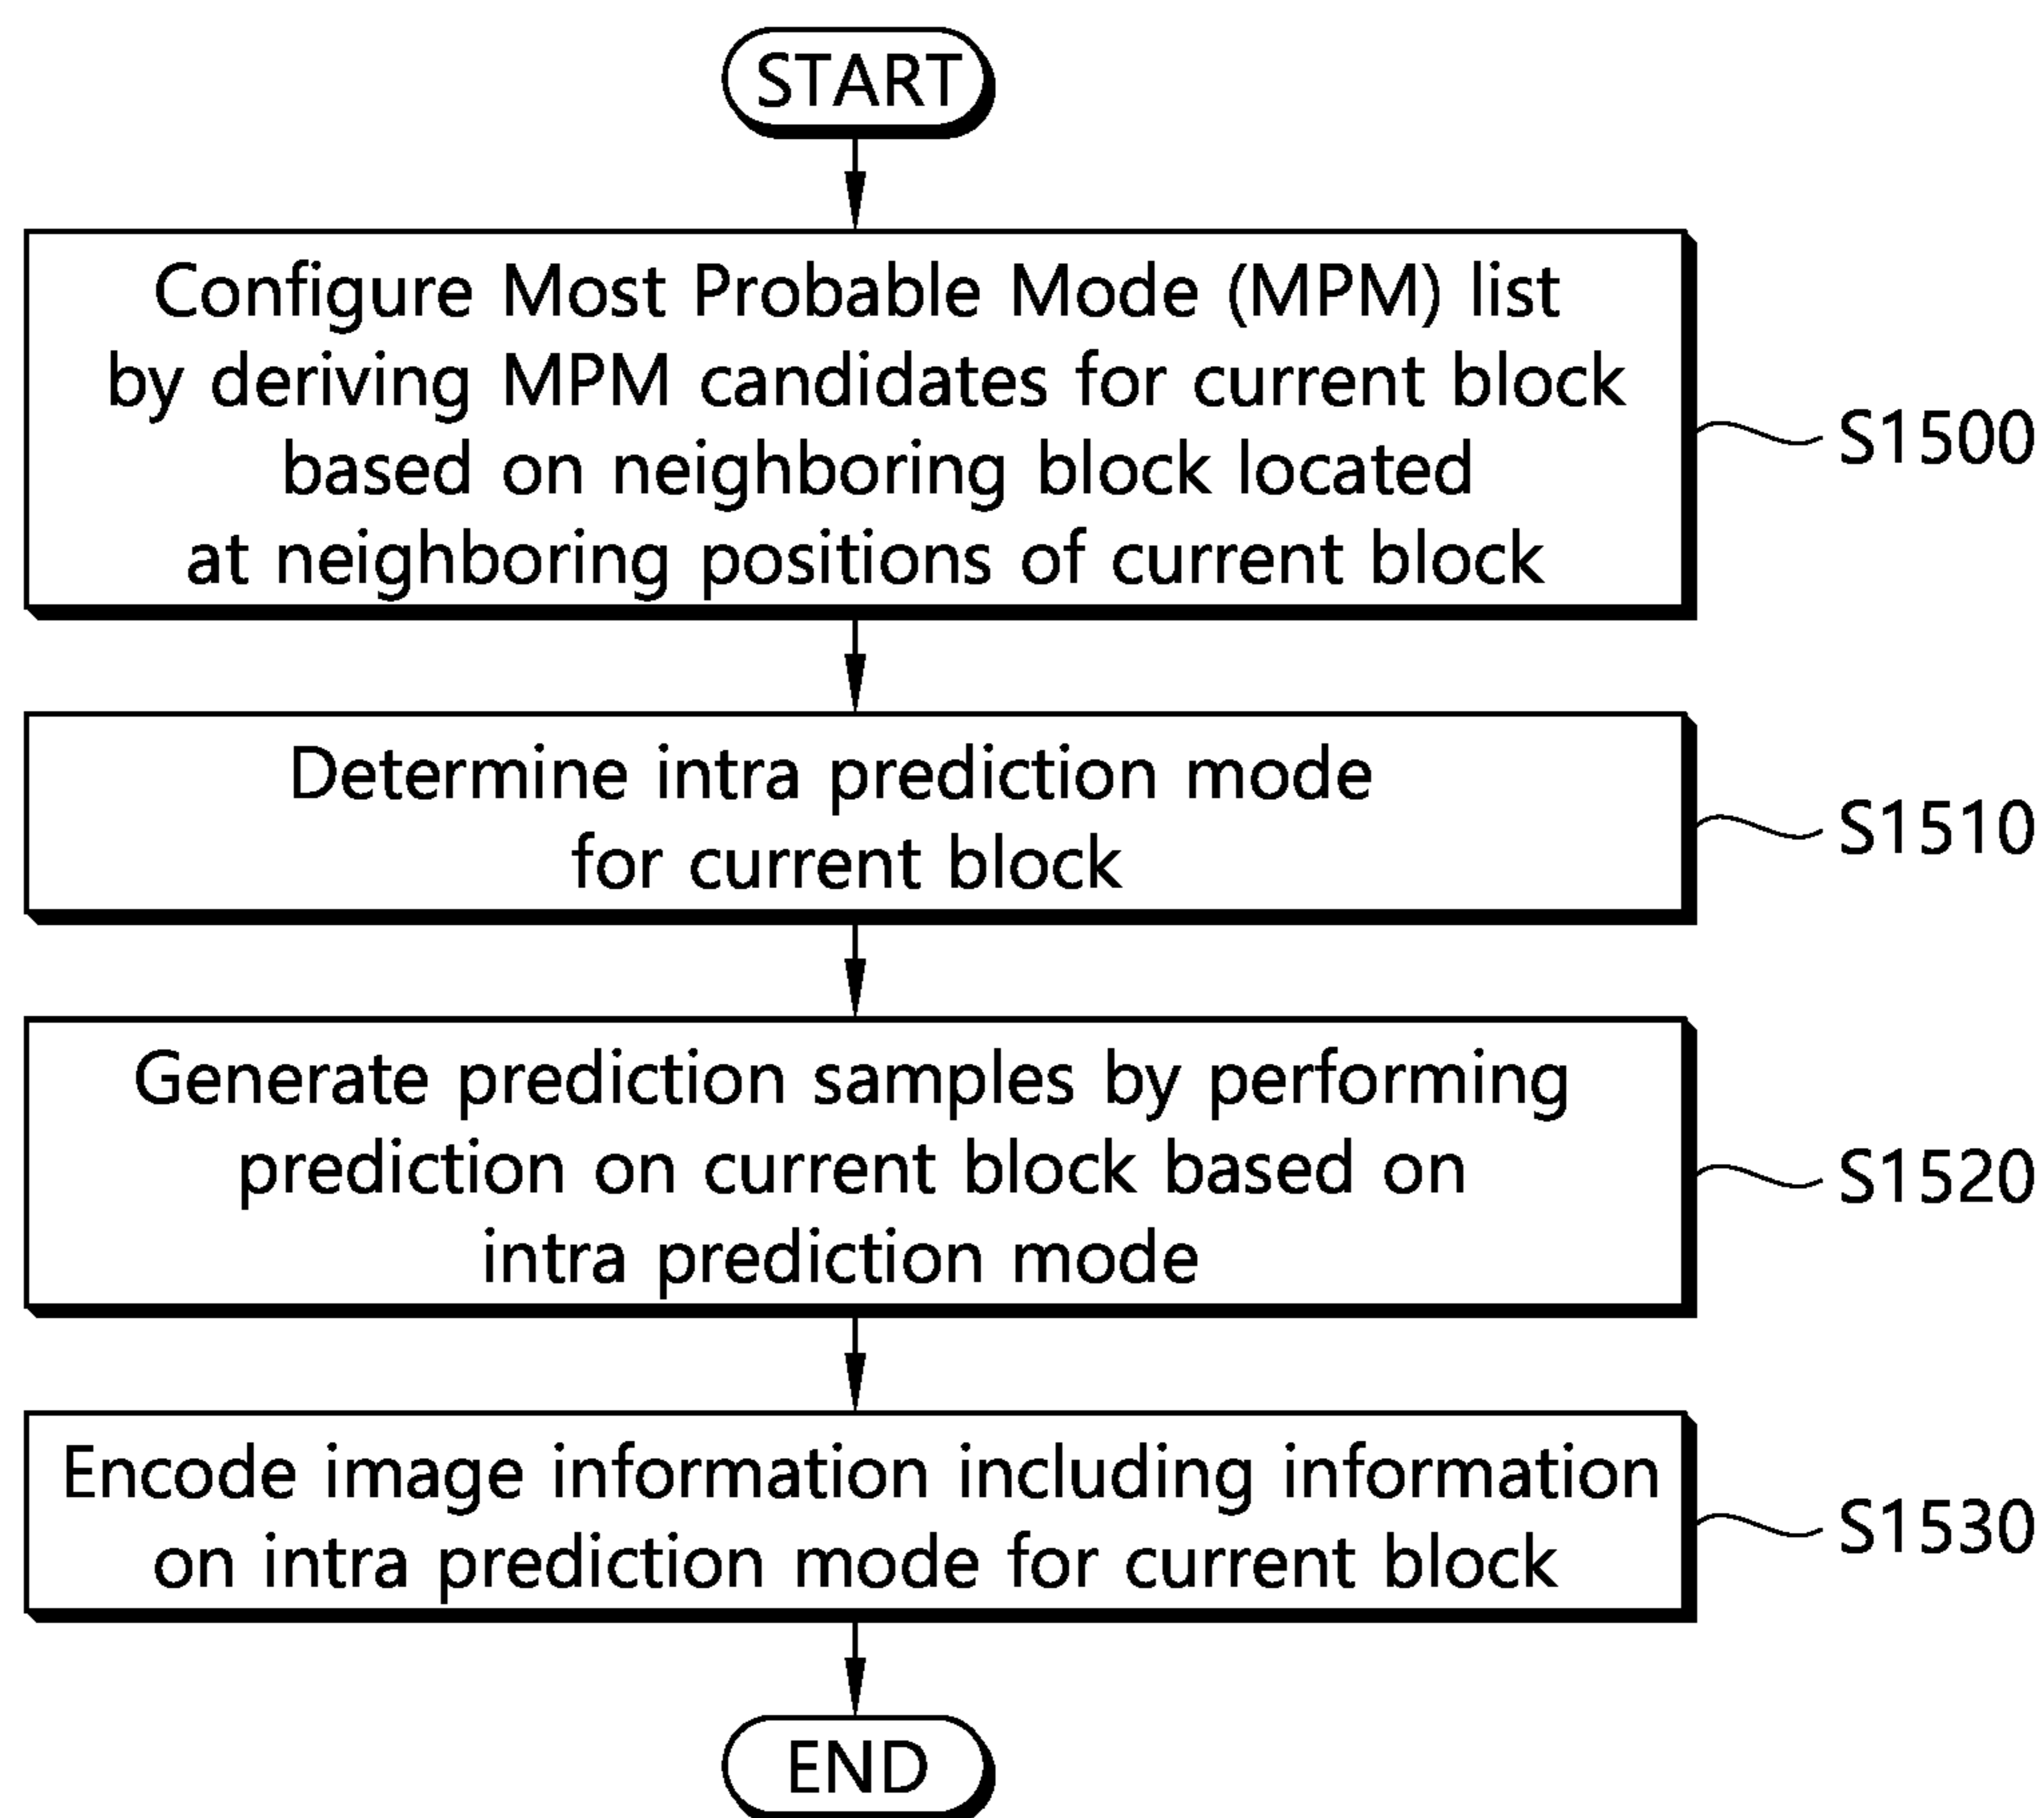 START
Configure Most Probable Mode (MPM) list
by deriving MPM candidates for current block
based on neighboring block located
at neighboring positions of current block
S1500
Determine intra prediction mode
for current block
S1510
Generate prediction samples by performing
prediction on current block based on
intra prediction mode
S1520
Encode image information including information
on intra prediction mode for current block
S1530
END